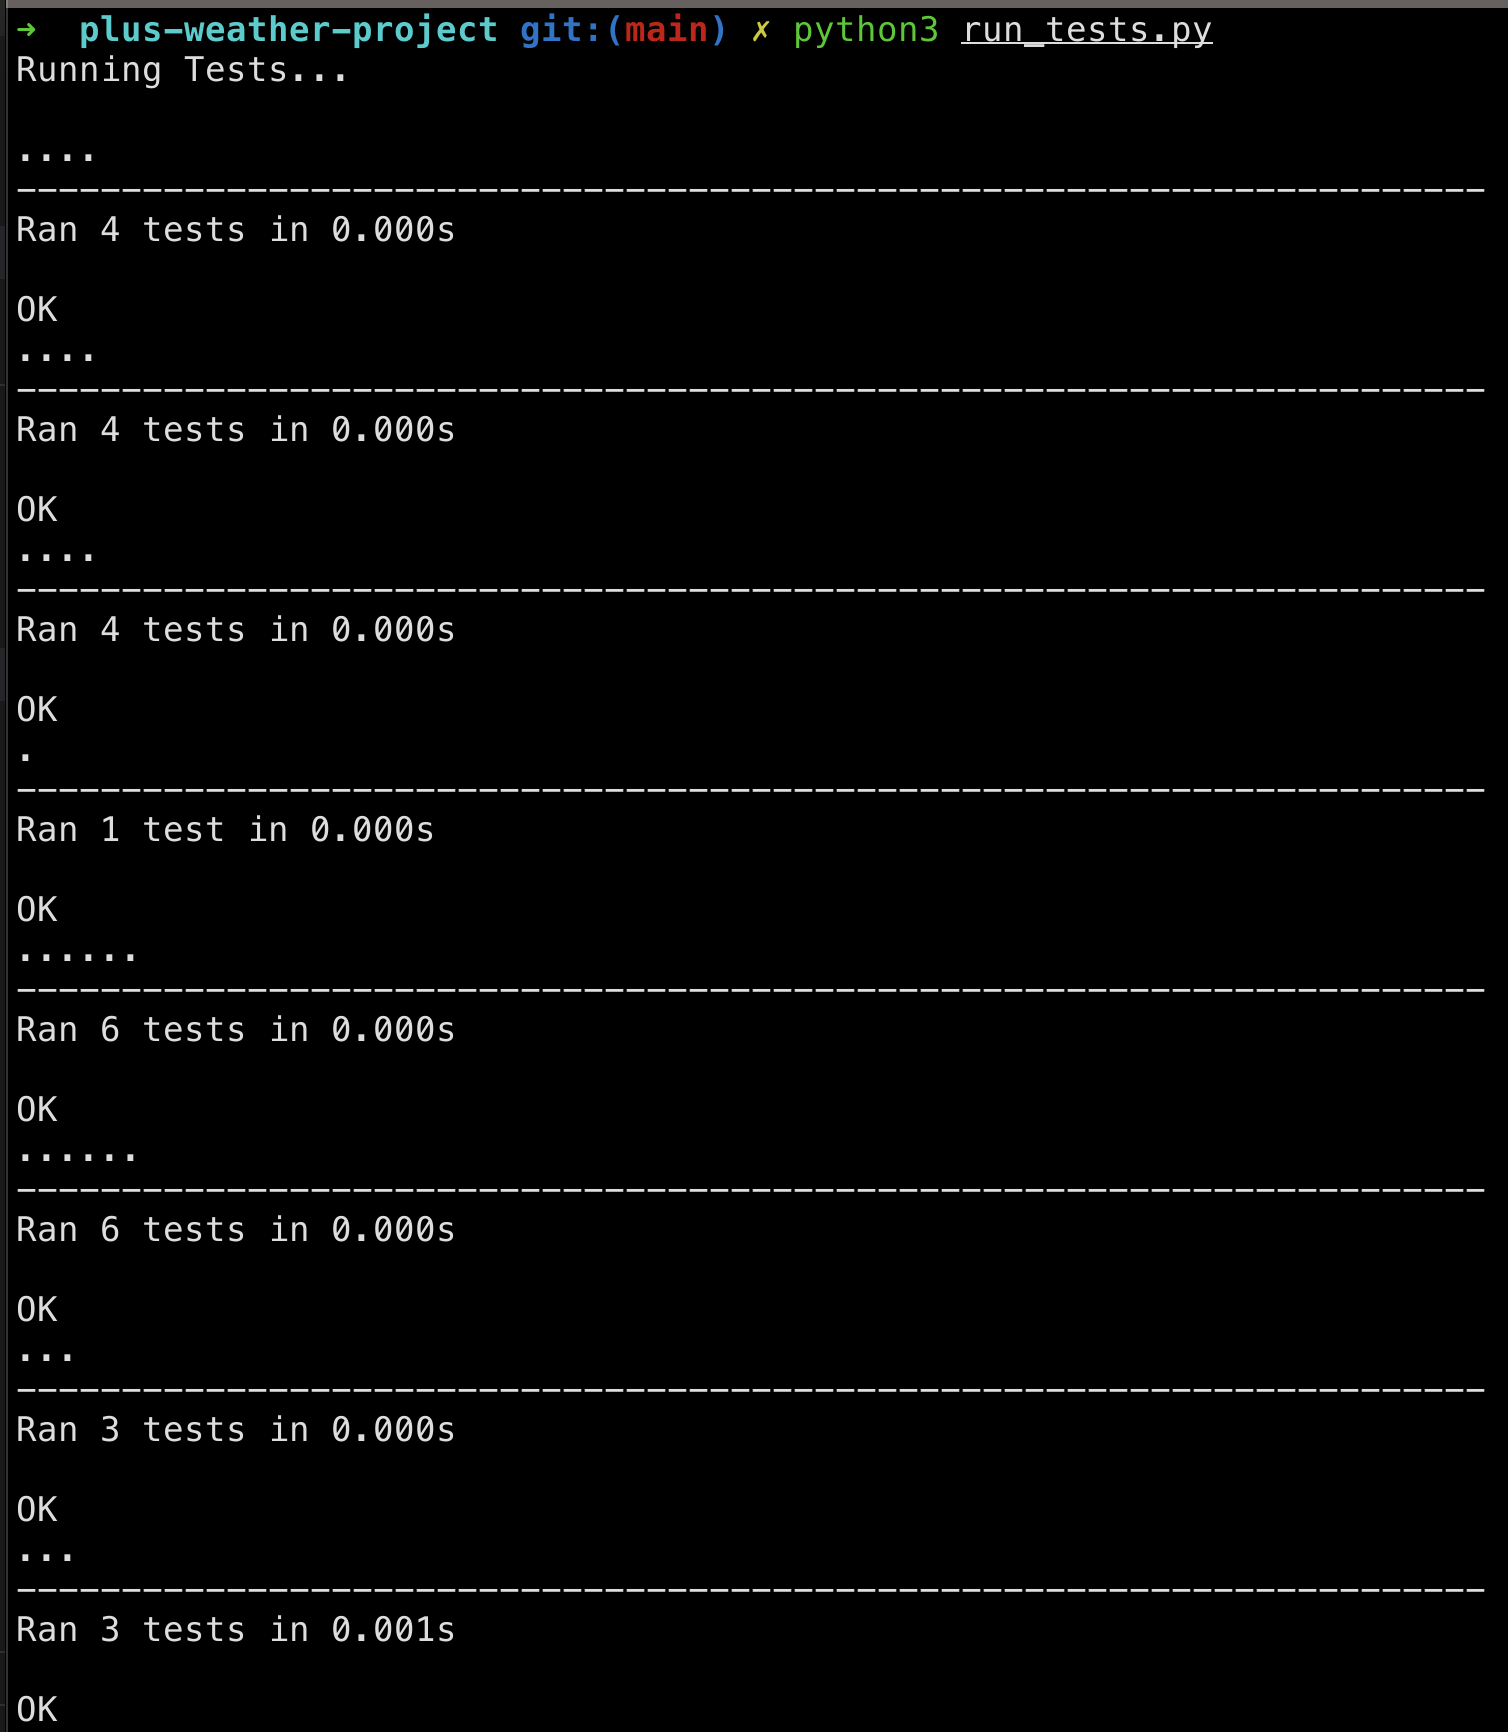 ➜  plus-weather-project git:(main) ✗ python3 run_tests.py
Running Tests...
....
----------------------------------------------------------------------
Ran 4 tests in 0.000s
OK
....
----------------------------------------------------------------------
Ran 4 tests in 0.000s
OK
....
----------------------------------------------------------------------
Ran 4 tests in 0.000s
OK
.
----------------------------------------------------------------------
Ran 1 test in 0.000s
OK
......
----------------------------------------------------------------------
Ran 6 tests in 0.000s
OK
......
----------------------------------------------------------------------
Ran 6 tests in 0.000s
OK
...
----------------------------------------------------------------------
Ran 3 tests in 0.000s
OK
...
----------------------------------------------------------------------
Ran 3 tests in 0.001s
OK